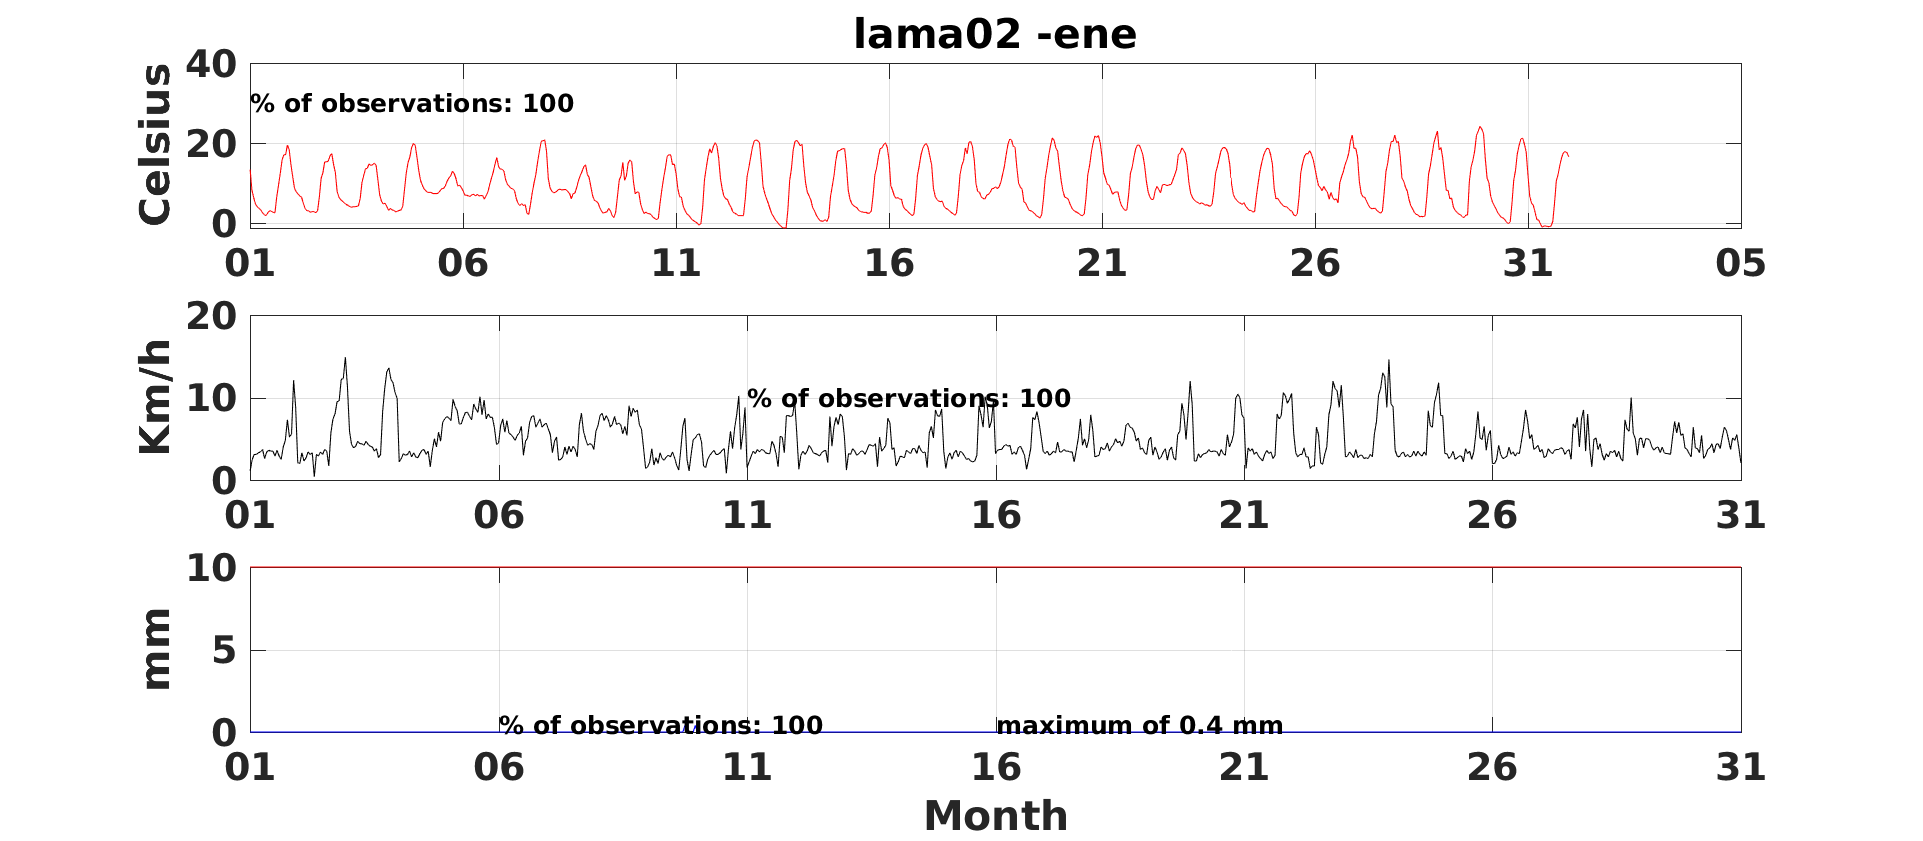 lama02 -ene
Celsius
40
20
0
% of observations: 100
01 06 11 16 21 26 31 05
Km/h
20
10
0
% of observations: 100
01 06 11 16 21 26 31
mm
10
5
0
% of observations: 100 maximum of 0.4 mm
01 06 11 16 21 26 31
Month